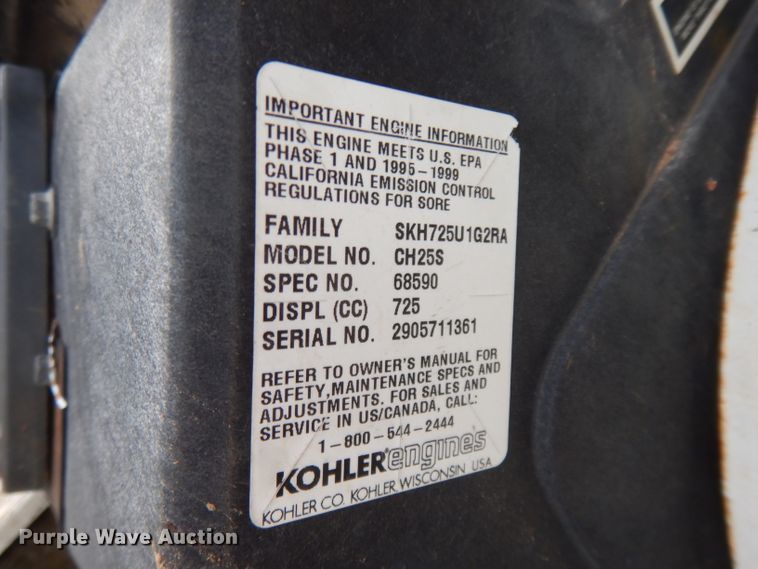 IMPORTANT ENGINE INFORMATION
THIS ENGINE MEETS U.S. EPA
PHASE 1 AND 1995-1999
CALIFORNIA EMISSION CONTROL
REGULATIONS FOR SORE
FAMILY SKH725U1G2RA
MODEL NO. CH25S
SPEC NO. 68590
DISPL (CC) 725
SERIAL NO. 2905711361
REFER TO OWNER'S MANUAL FOR
SAFETY, MAINTENANCE SPECS AND
ADJUSTMENTS. FOR SALES AND
SERVICE IN US/CANADA, CALL:
1-800-544-2444
KOHLER engines
KOHLER CO. KOHLER, WISCONSIN USA
Purple Wave Auction